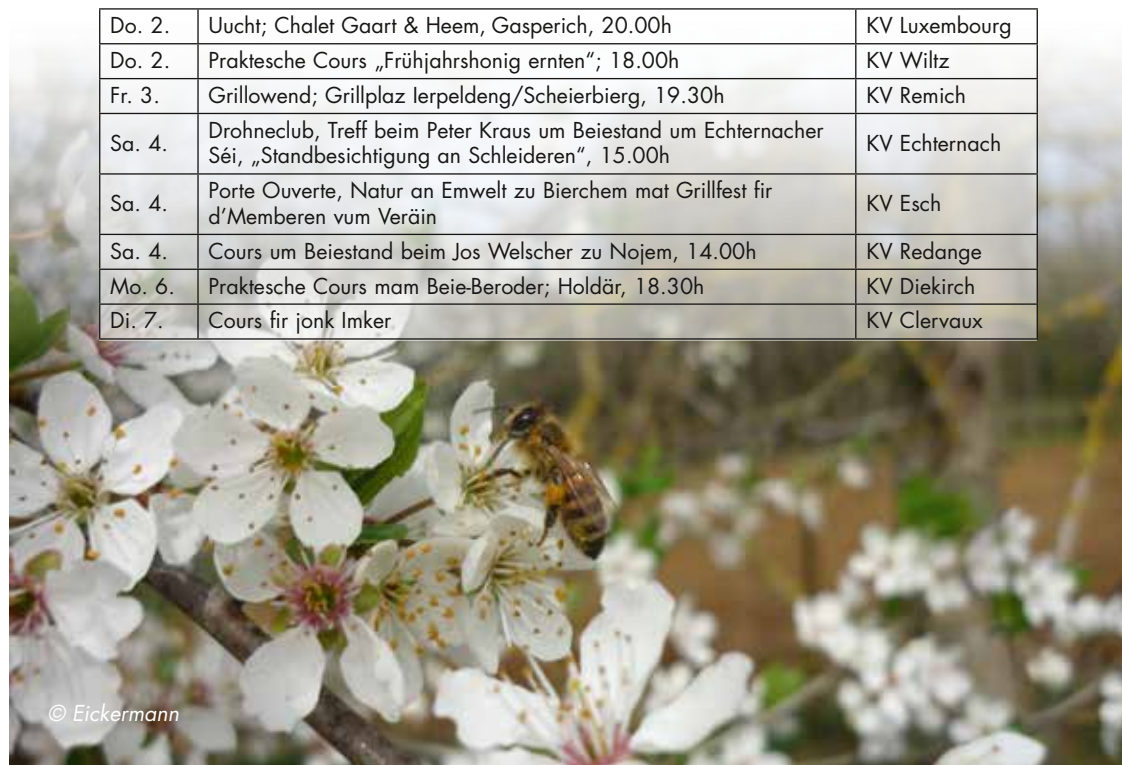 Do. 2. Uucht; Chalet Gaart & Heem, Gasperich, 20.00h KV Luxembourg
Do. 2. Praktesche Cours „Frühjahrshonig ernten“; 18.00h KV Wiltz
Fr. 3. Grillowend; Grillplaz Ierpeldeng/Scheierbierg, 19.30h KV Remich
Sa. 4. Drohneclub, Treff beim Peter Kraus um Beiestand um Echternacher
Séi, „Standbesichtigung an Schleideren“, 15.00h KV Echternach
Sa. 4. Porte Ouverte, Natur an Emwelt zu Bierchem mat Grillfest fir
d’Memberen vum Veräin KV Esch
Sa. 4. Cours um Beiestand beim Jos Welscher zu Nojem, 14.00h KV Redange
Mo. 6. Praktesche Cours mam Beie-Beroder; Holdär, 18.30h KV Diekirch
Di. 7. Cours fir jonk Imker KV Clervaux
© Eickermann